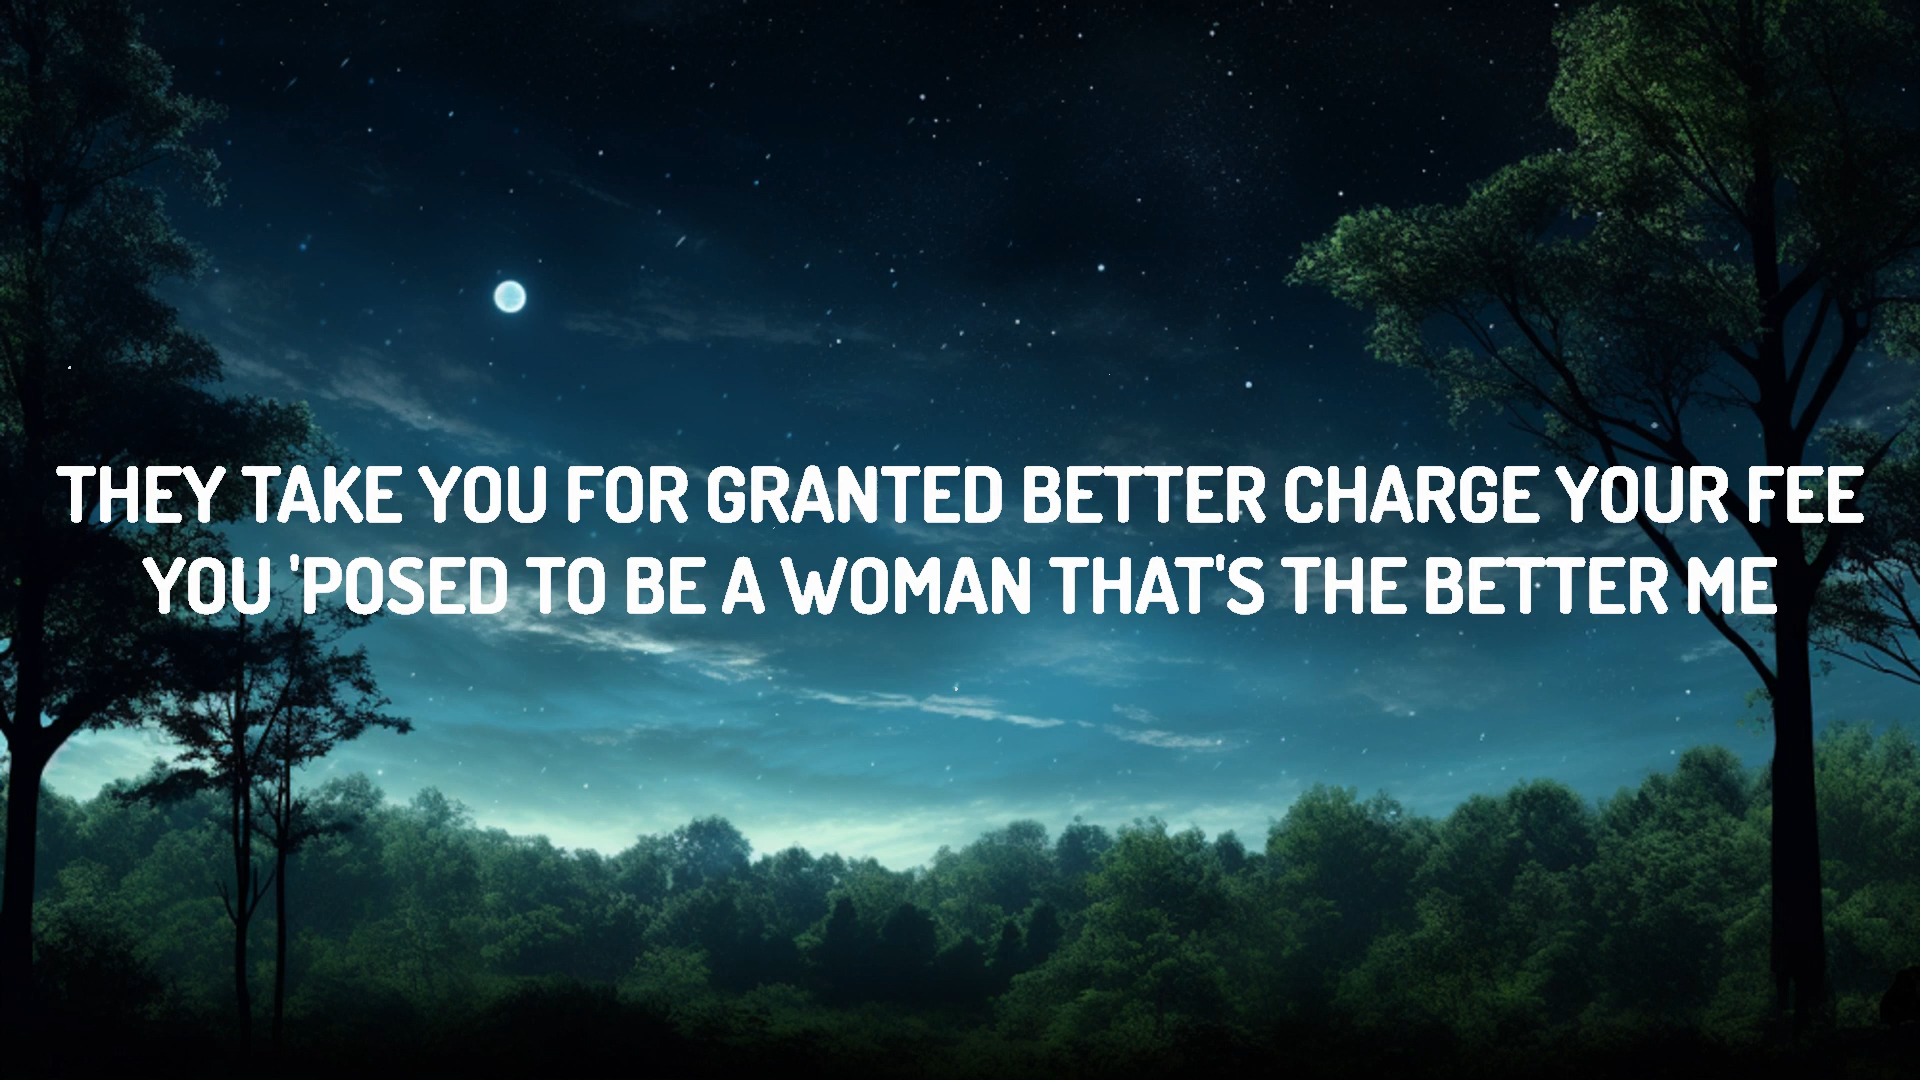 THEY TAKE YOU FOR GRANTED BETTER CHARGE YOUR FEE
YOU 'POSED TO BE A WOMAN THAT'S THE BETTER ME